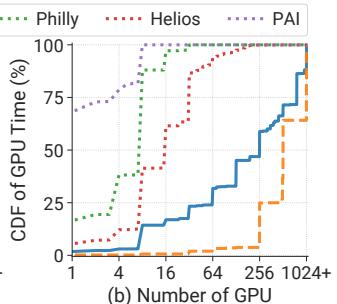 Philly Helios PAI
CDF of GPU Time (%)
100
75
50
25
0
1 4 16 64 256 1024+
(b) Number of GPU